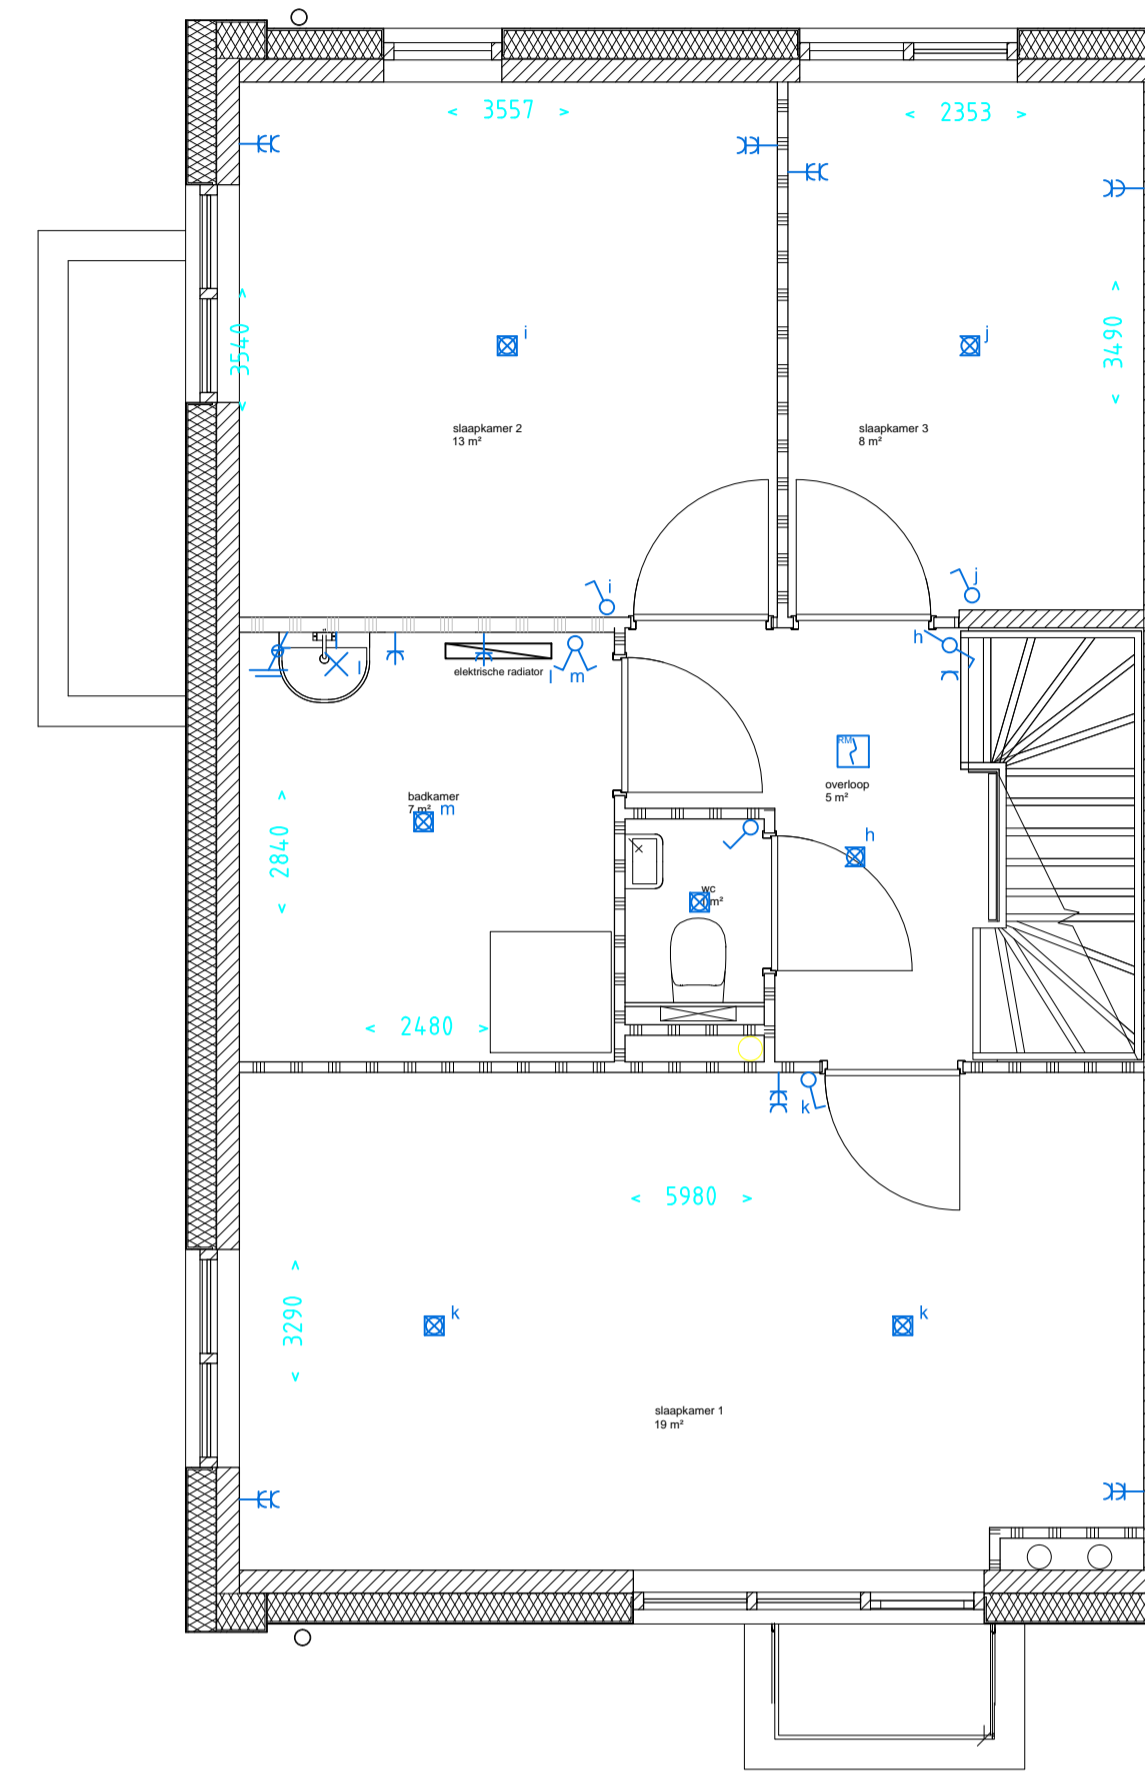 < 3557 >
< 2353 >
< 3540 >
< 3490 >
i
j
slaapkamer 2
13 m²
slaapkamer 3
8 m²
i
j
h
l
elektrische radiator
l m
RM
overloop
5 m²
badkamer
7 m²
m
h
< 2840 >
wc
m²
< 2480 >
k
< 5980 >
< 3290 >
k
k
slaapkamer 1
19 m²